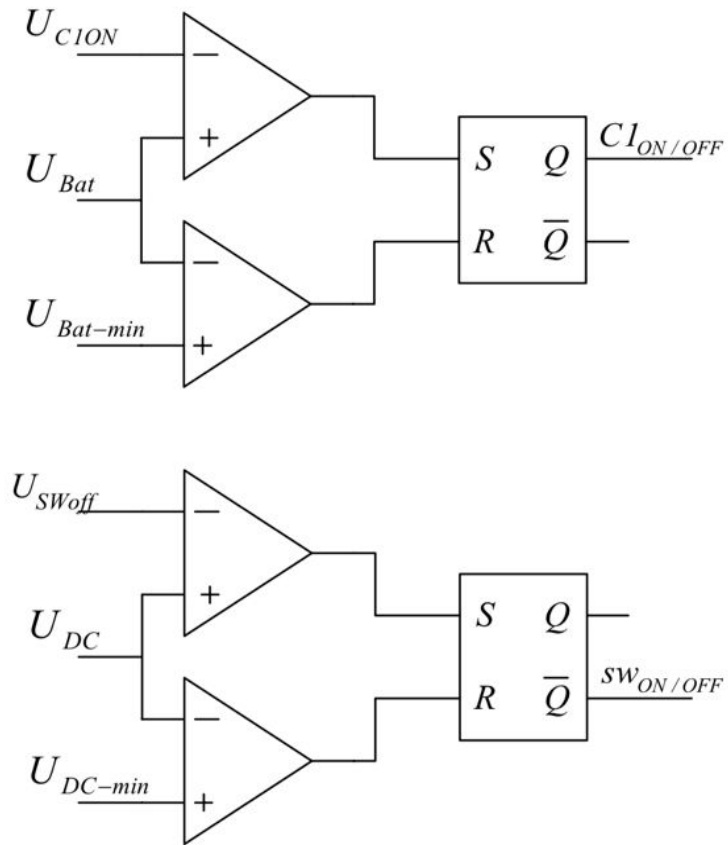 U_C1ON
−
+
U_Bat
−
U_Bat−min
+
S Q C1_ON/OFF
R Q̅
U_SWoff
−
+
U_DC
−
U_DC−min
+
S Q
R Q̅ sw_ON/OFF